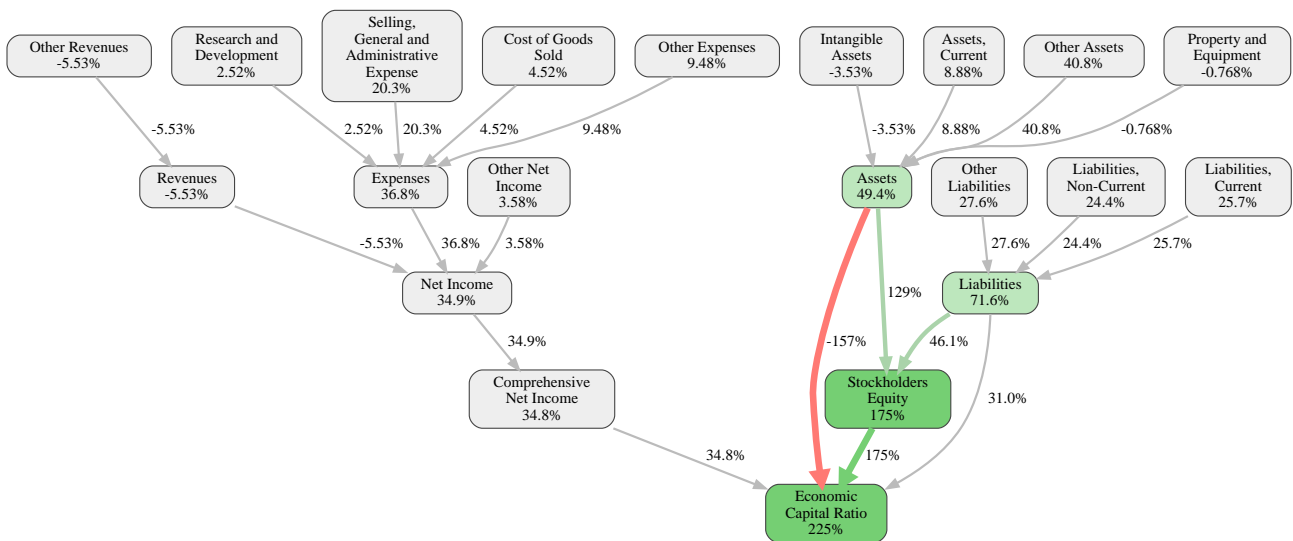 Other Revenues
-5.53%
Research and
Development
2.52%
Selling,
General and
Administrative
Expense
20.3%
Cost of Goods
Sold
4.52%
Other Expenses
9.48%
Intangible
Assets
-3.53%
Assets,
Current
8.88%
Other Assets
40.8%
Property and
Equipment
-0.768%
-5.53%
2.52%
20.3%
4.52%
9.48%
-3.53%
8.88%
40.8%
-0.768%
Revenues
-5.53%
Expenses
36.8%
Other Net
Income
3.58%
Assets
49.4%
Other
Liabilities
27.6%
Liabilities,
Non-Current
24.4%
Liabilities,
Current
25.7%
-5.53%
36.8%
3.58%
27.6%
24.4%
25.7%
Net Income
34.9%
129%
Liabilities
71.6%
34.9%
-157%
46.1%
Comprehensive
Net Income
34.8%
Stockholders
Equity
175%
31.0%
34.8%
175%
Economic
Capital Ratio
225%